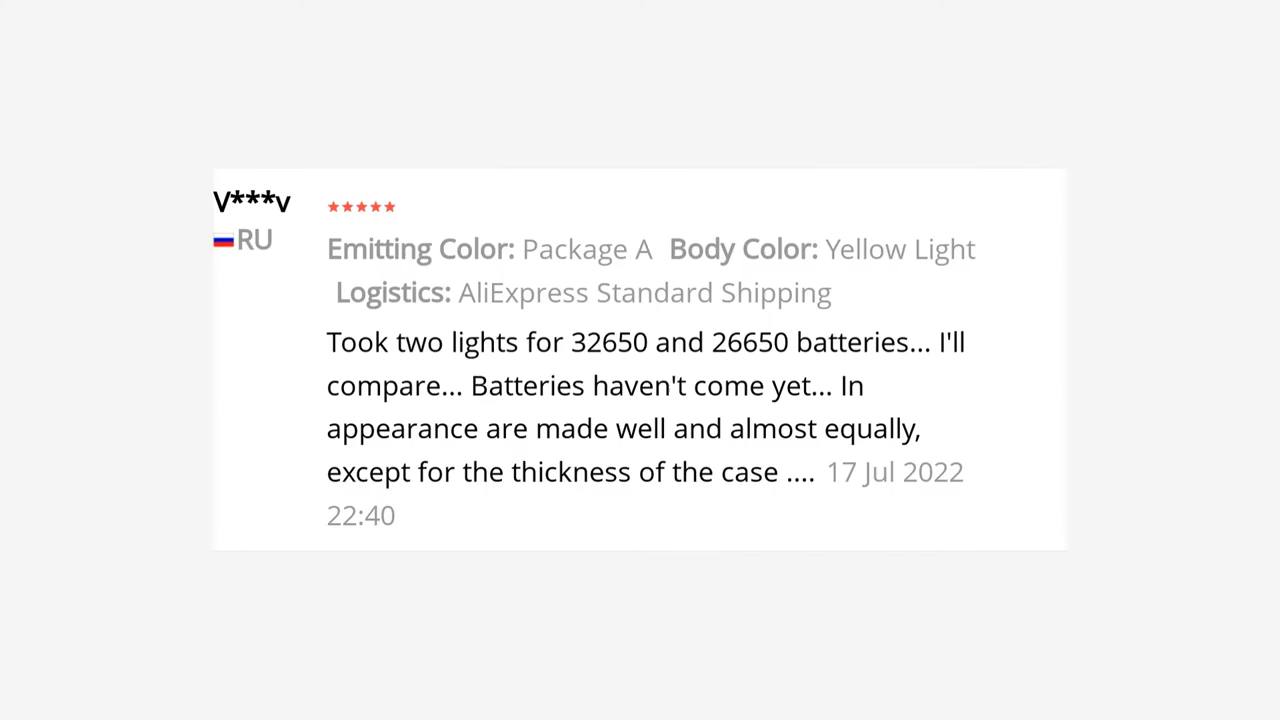 V***v
RU
Emitting Color: Package A Body Color: Yellow Light
Logistics: AliExpress Standard Shipping
Took two lights for 32650 and 26650 batteries... I'll
compare... Batteries haven't come yet... In
appearance are made well and almost equally,
except for the thickness of the case .... 17 Jul 2022
22:40